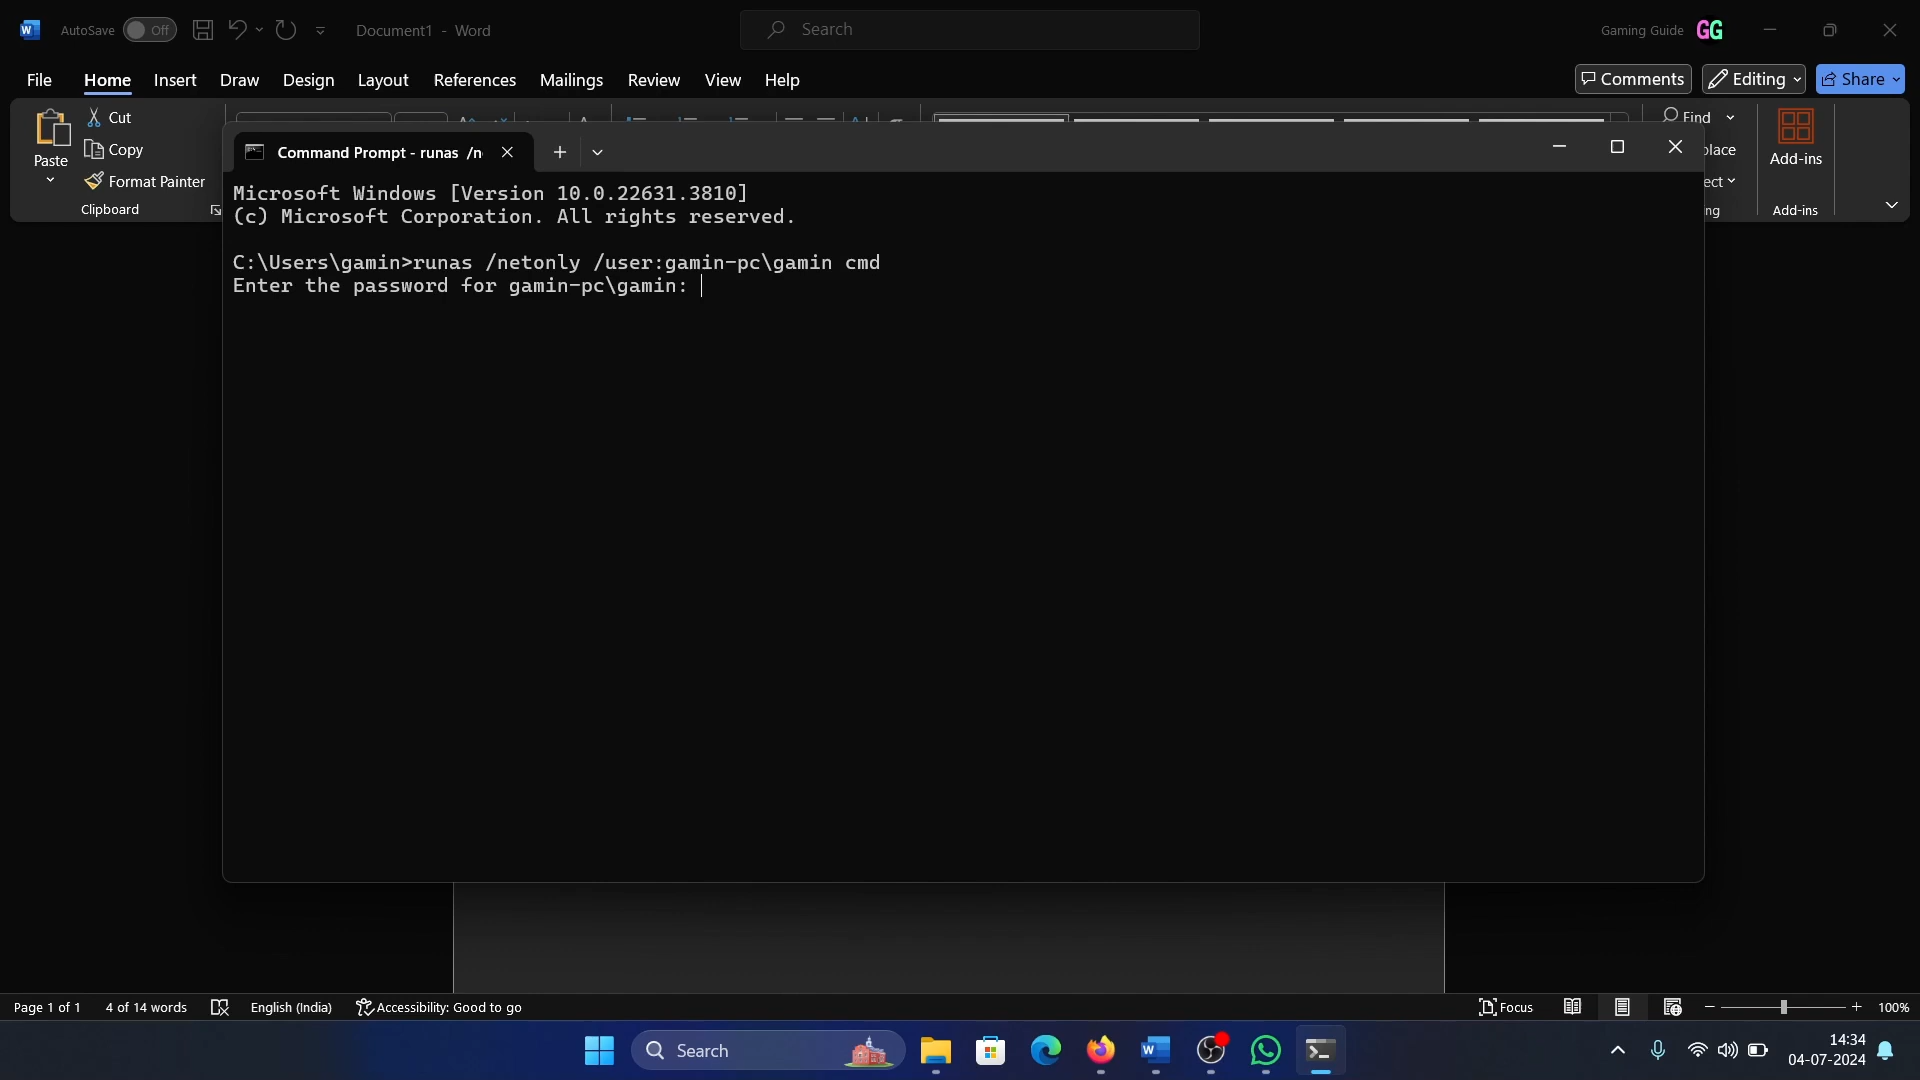 AutoSave Off Document1 - Word Search Gaming Guide GG
File Home Insert Draw Design Layout References Mailings Review View Help Comments Editing Share
Paste
Cut
Copy
Format Painter
Clipboard
Find
place
ect
ng
Add-ins
Add-ins
Command Prompt - runas /n
Microsoft Windows [Version 10.0.22631.3810]
(c) Microsoft Corporation. All rights reserved.
C:\Users\gamin>runas /netonly /user:gamin-pc\gamin cmd
Enter the password for gamin-pc\gamin:
Page 1 of 1 4 of 14 words English (India) Accessibility: Good to go Focus 100%
Search
14:34
04-07-2024